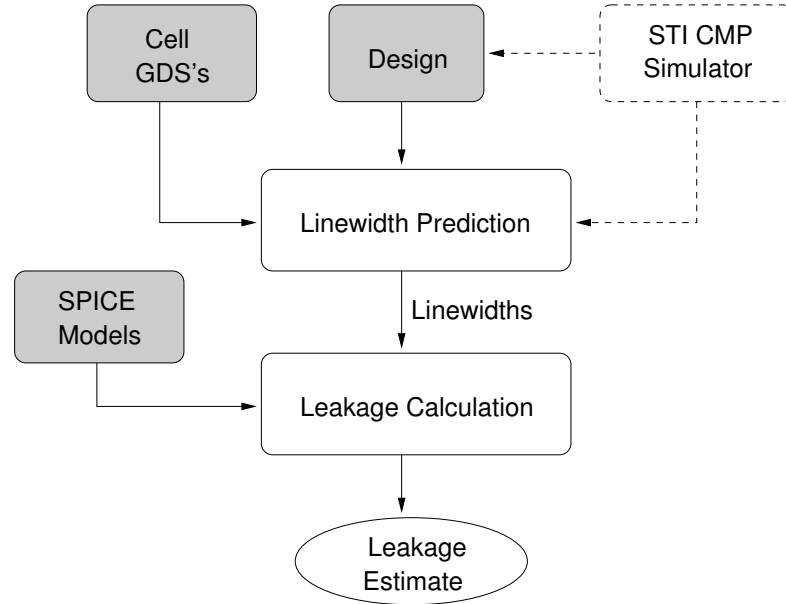 Cell
GDS's
Design
STI CMP
Simulator
Linewidth Prediction
SPICE
Models
Linewidths
Leakage Calculation
Leakage
Estimate